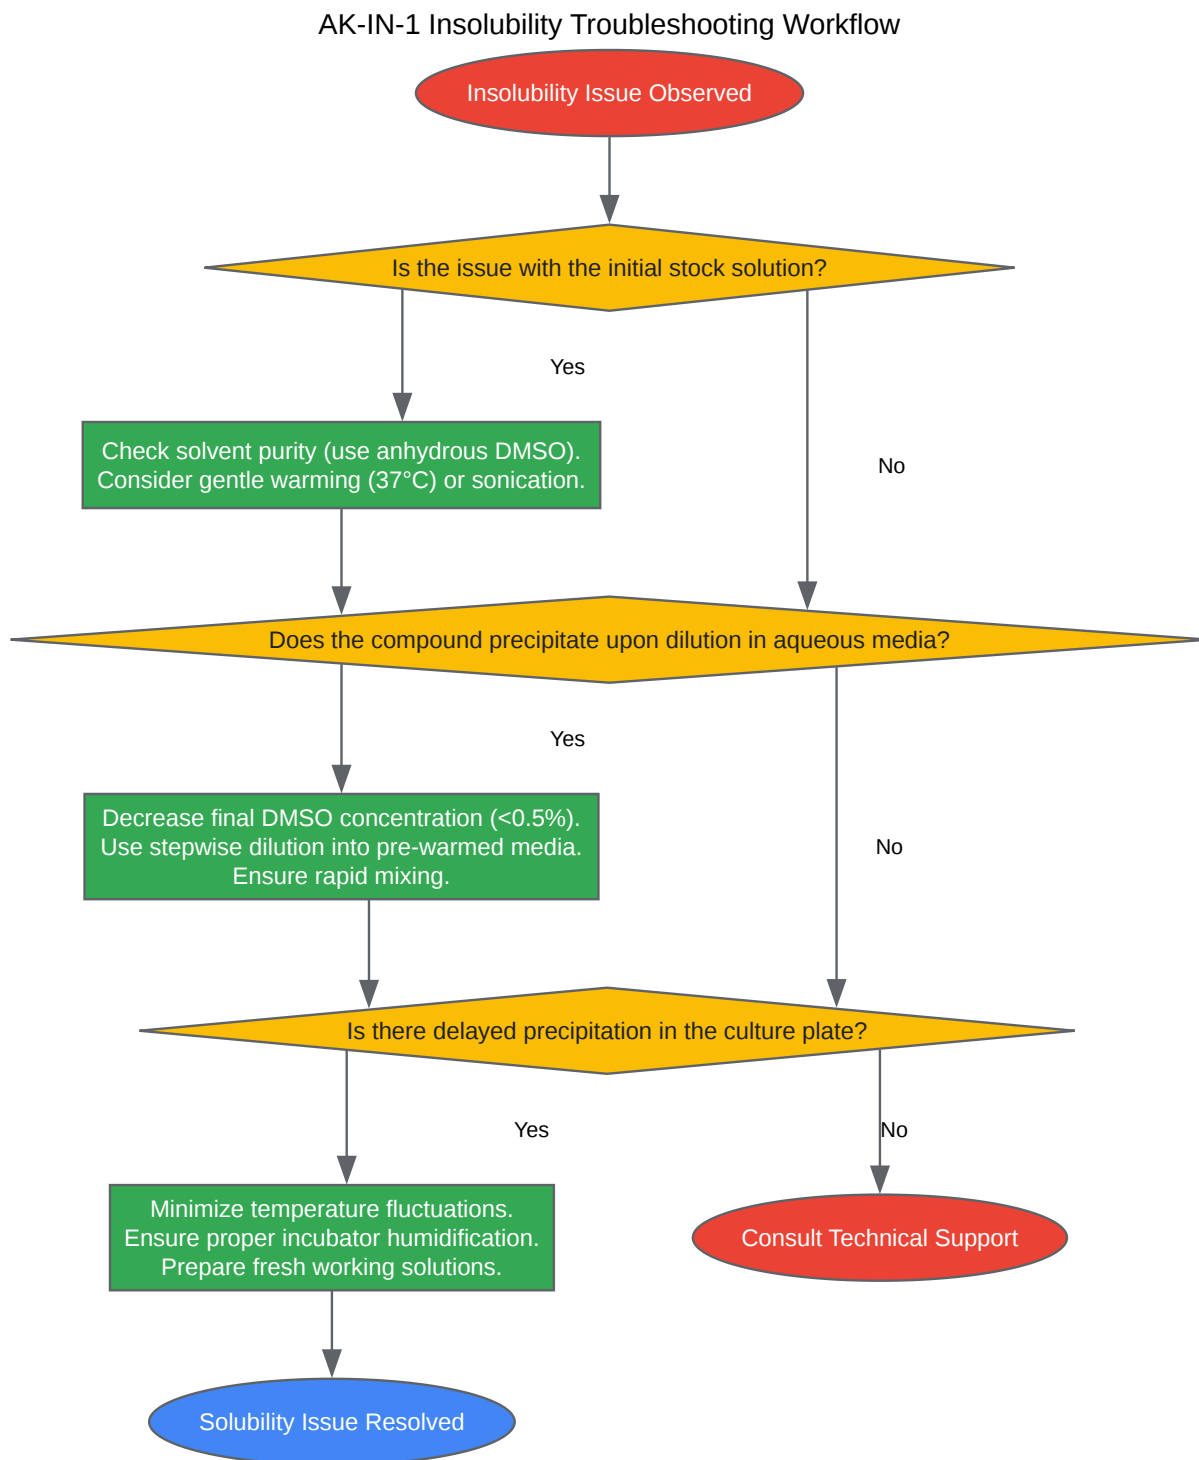 AK-IN-1 Insolubility Troubleshooting Workflow
Insolubility Issue Observed
Is the issue with the initial stock solution?
Yes
Check solvent purity (use anhydrous DMSO).
Consider gentle warming (37°C) or sonication.
No
Does the compound precipitate upon dilution in aqueous media?
Yes
Decrease final DMSO concentration (<0.5%).
Use stepwise dilution into pre-warmed media.
Ensure rapid mixing.
No
Is there delayed precipitation in the culture plate?
Yes
No
Minimize temperature fluctuations.
Ensure proper incubator humidification.
Prepare fresh working solutions.
Consult Technical Support
Solubility Issue Resolved